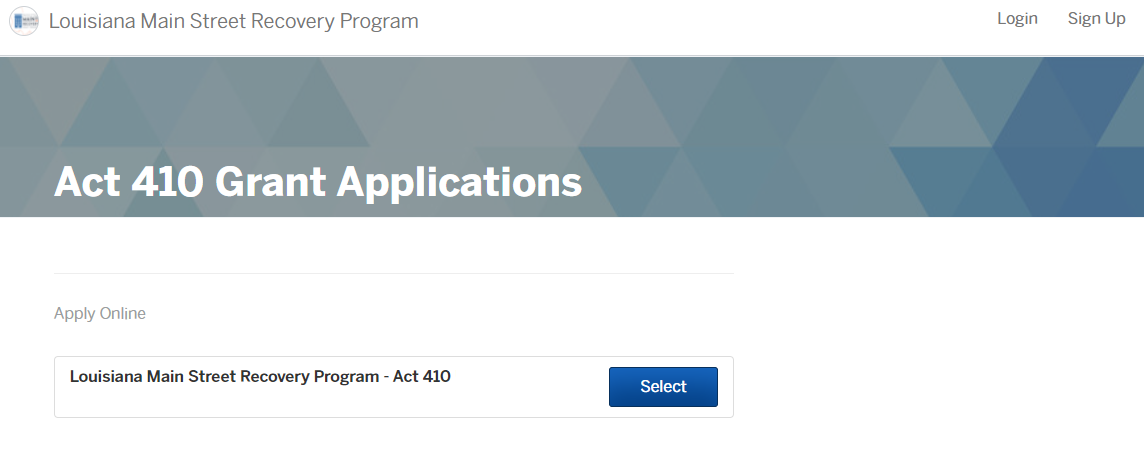 Louisiana Main Street Recovery Program
Login
Sign Up
Act 410 Grant Applications
Apply Online
Louisiana Main Street Recovery Program - Act 410
Select